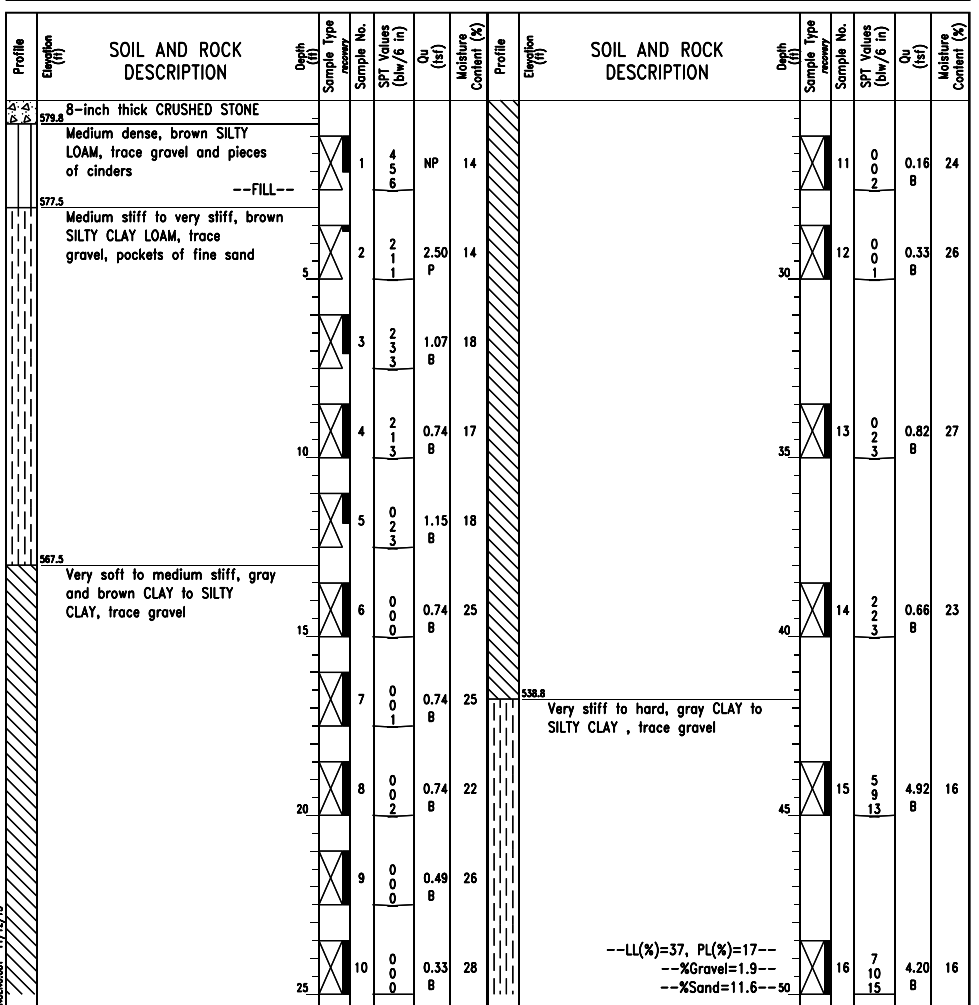 Profile
Elevation
(ft)
SOIL AND ROCK
DESCRIPTION
Depth
(ft)
Sample Type
recovery
Sample No.
SPT Values
(blw/6 in)
Qu
(tsf)
Moisture
Content (%)
Profile
Elevation
(ft)
SOIL AND ROCK
DESCRIPTION
Depth
(ft)
Sample Type
recovery
Sample No.
SPT Values
(blw/6 in)
Qu
(tsf)
Moisture
Content (%)
8-inch thick CRUSHED STONE
579.8
Medium dense, brown SILTY
LOAM, trace gravel and pieces
of cinders
--FILL--
1
4
5
6
NP
14
577.5
Medium stiff to very stiff, brown
SILTY CLAY LOAM, trace
gravel, pockets of fine sand
5
2
2
1
1
2.50
P
14
3
2
3
3
1.07
B
18
10
4
2
1
3
0.74
B
17
5
0
2
3
1.15
B
18
567.5
Very soft to medium stiff, gray
and brown CLAY to SILTY
CLAY, trace gravel
15
6
0
0
0
0.74
B
25
7
0
0
1
0.74
B
25
20
8
0
0
2
0.74
B
22
9
0
0
0
0.49
B
26
25
10
0
0
0
0.33
B
28
11
0
0
2
0.16
B
24
30
12
0
0
1
0.33
B
26
35
13
0
2
3
0.82
B
27
40
14
2
2
3
0.66
B
23
538.8
Very stiff to hard, gray CLAY to
SILTY CLAY , trace gravel
45
15
5
9
13
4.92
B
16
--LL(%)=37, PL(%)=17--
--%Gravel=1.9--
--%Sand=11.6--
50
16
7
10
15
4.20
B
16